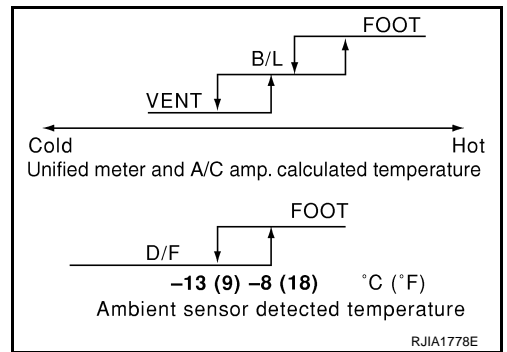 FOOT
B/L
VENT
Cold Hot
Unified meter and A/C amp. calculated temperature
FOOT
D/F
–13 (9) –8 (18) ˚C (˚F)
Ambient sensor detected temperature
RJIA1778E